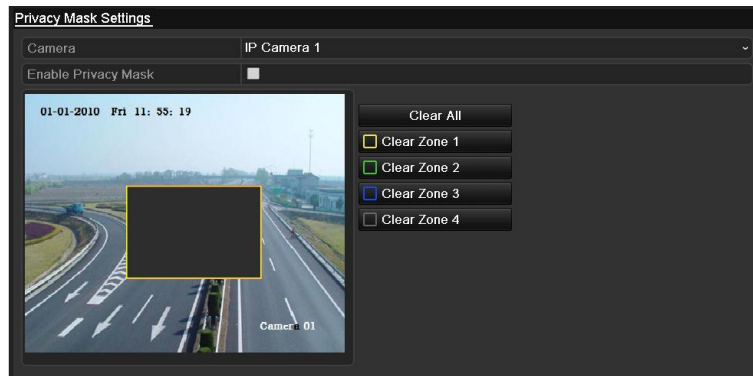 Privacy Mask Settings
Camera IP Camera 1
Enable Privacy Mask
01-01-2010 Fri 11: 55: 19
Clear All
Clear Zone 1
Clear Zone 2
Clear Zone 3
Clear Zone 4
Camera 01